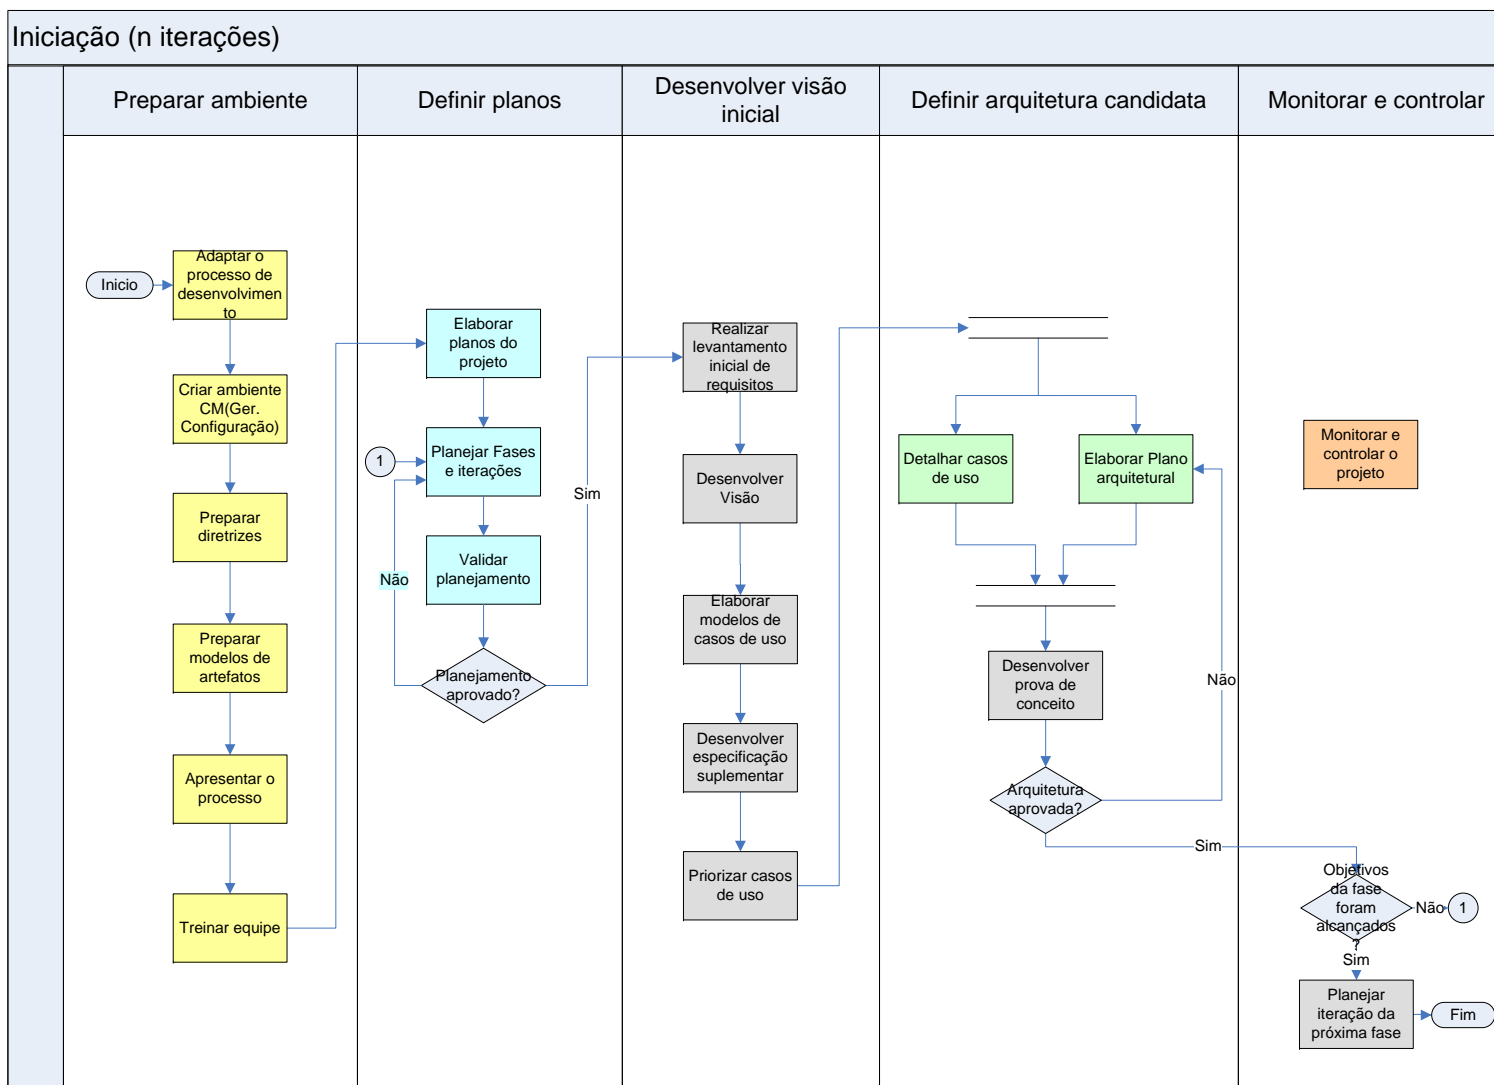 Iniciação (n iterações)
Preparar ambiente
Definir planos
Desenvolver visão
inicial
Definir arquitetura candidata
Monitorar e controlar
Inicio
Adaptar o
processo de
desenvolvimen
to
Criar ambiente
CM(Ger.
Configuração)
Preparar
diretrizes
Preparar
modelos de
artefatos
Apresentar o
processo
Treinar equipe
Elaborar
planos do
projeto
1
Planejar Fases
e iterações
Validar
planejamento
Não
Planejamento
aprovado?
Sim
Realizar
levantamento
inicial de
requisitos
Desenvolver
Visão
Elaborar
modelos de
casos de uso
Desenvolver
especificação
suplementar
Priorizar casos
de uso
Detalhar casos
de uso
Elaborar Plano
arquitetural
Desenvolver
prova de
conceito
Não
Arquitetura
aprovada?
Sim
Monitorar e
controlar o
projeto
Objetivos
da fase
foram
alcançados
?
Não
1
Sim
Planejar
iteração da
próxima fase
Fim